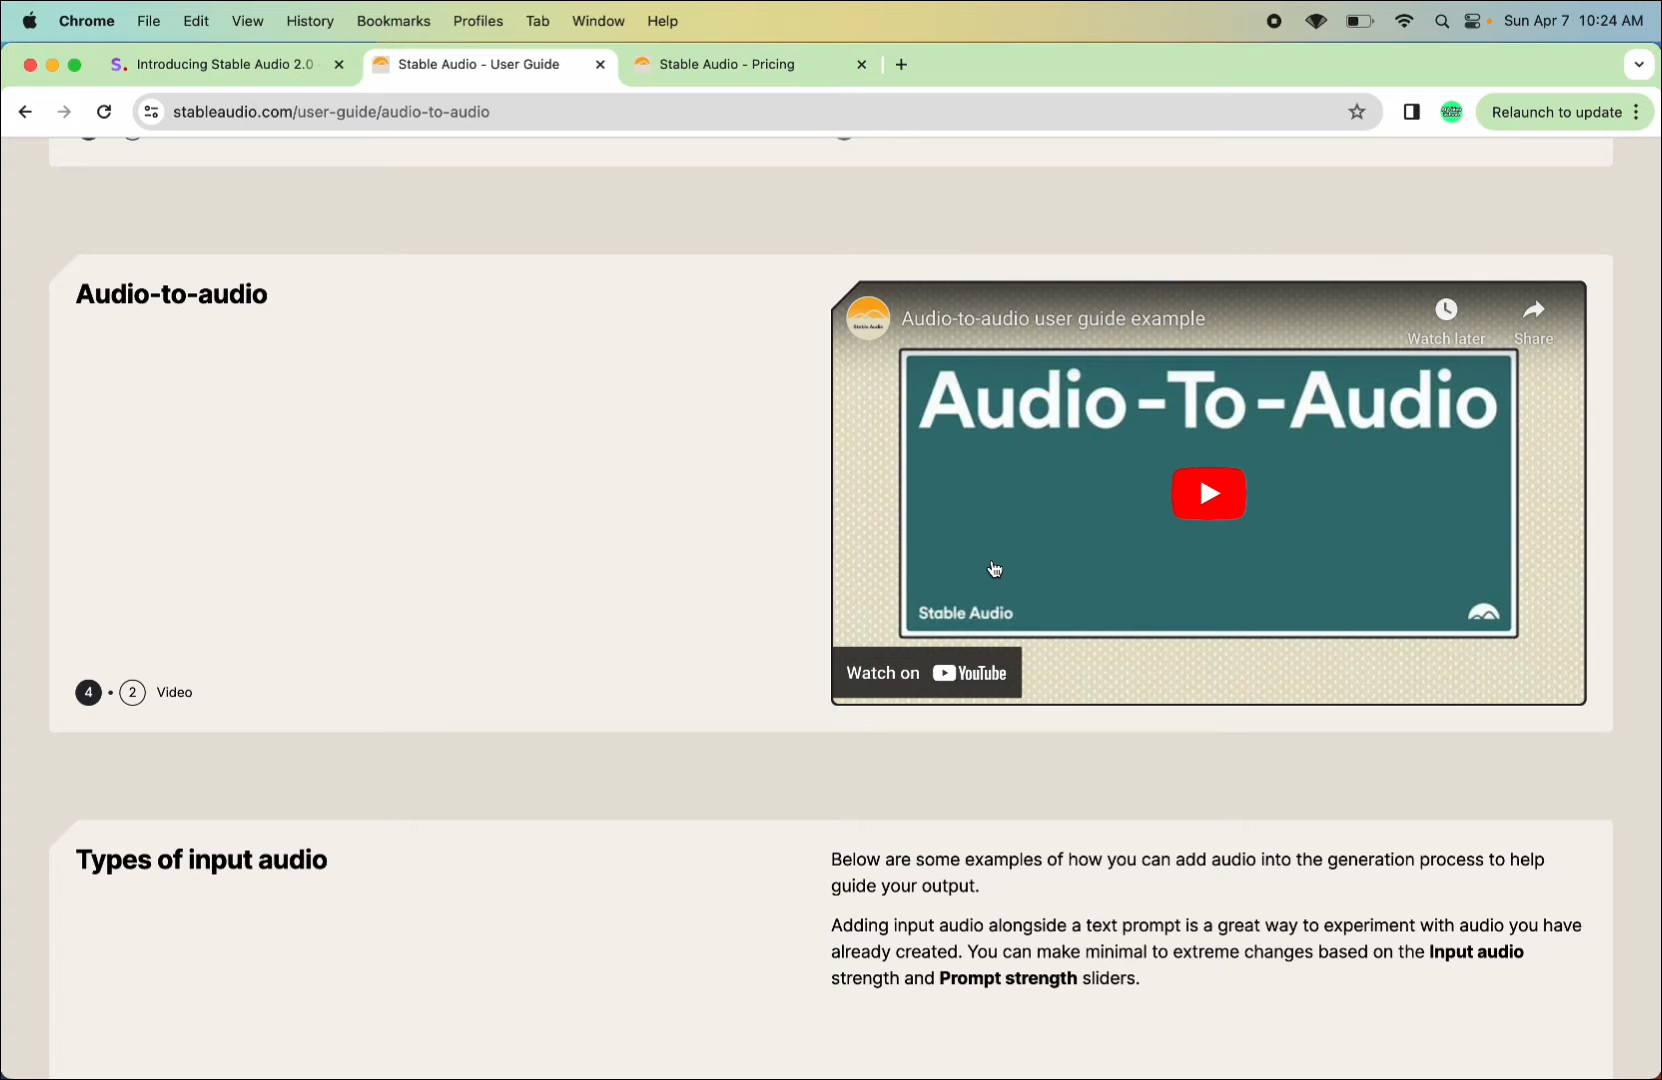 Chrome File Edit View History Bookmarks Profiles Tab Window Help Sun Apr 7 10:24 AM
S. Introducing Stable Audio 2.0 Stable Audio - User Guide Stable Audio - Pricing
stableaudio.com/user-guide/audio-to-audio Relaunch to update
Audio-to-audio
Audio-to-audio user guide example
Watch later Share
Audio-To-Audio
Stable Audio
Watch on YouTube
4 • 2 Video
Types of input audio
Below are some examples of how you can add audio into the generation process to help
guide your output.
Adding input audio alongside a text prompt is a great way to experiment with audio you have
already created. You can make minimal to extreme changes based on the Input audio
strength and Prompt strength sliders.